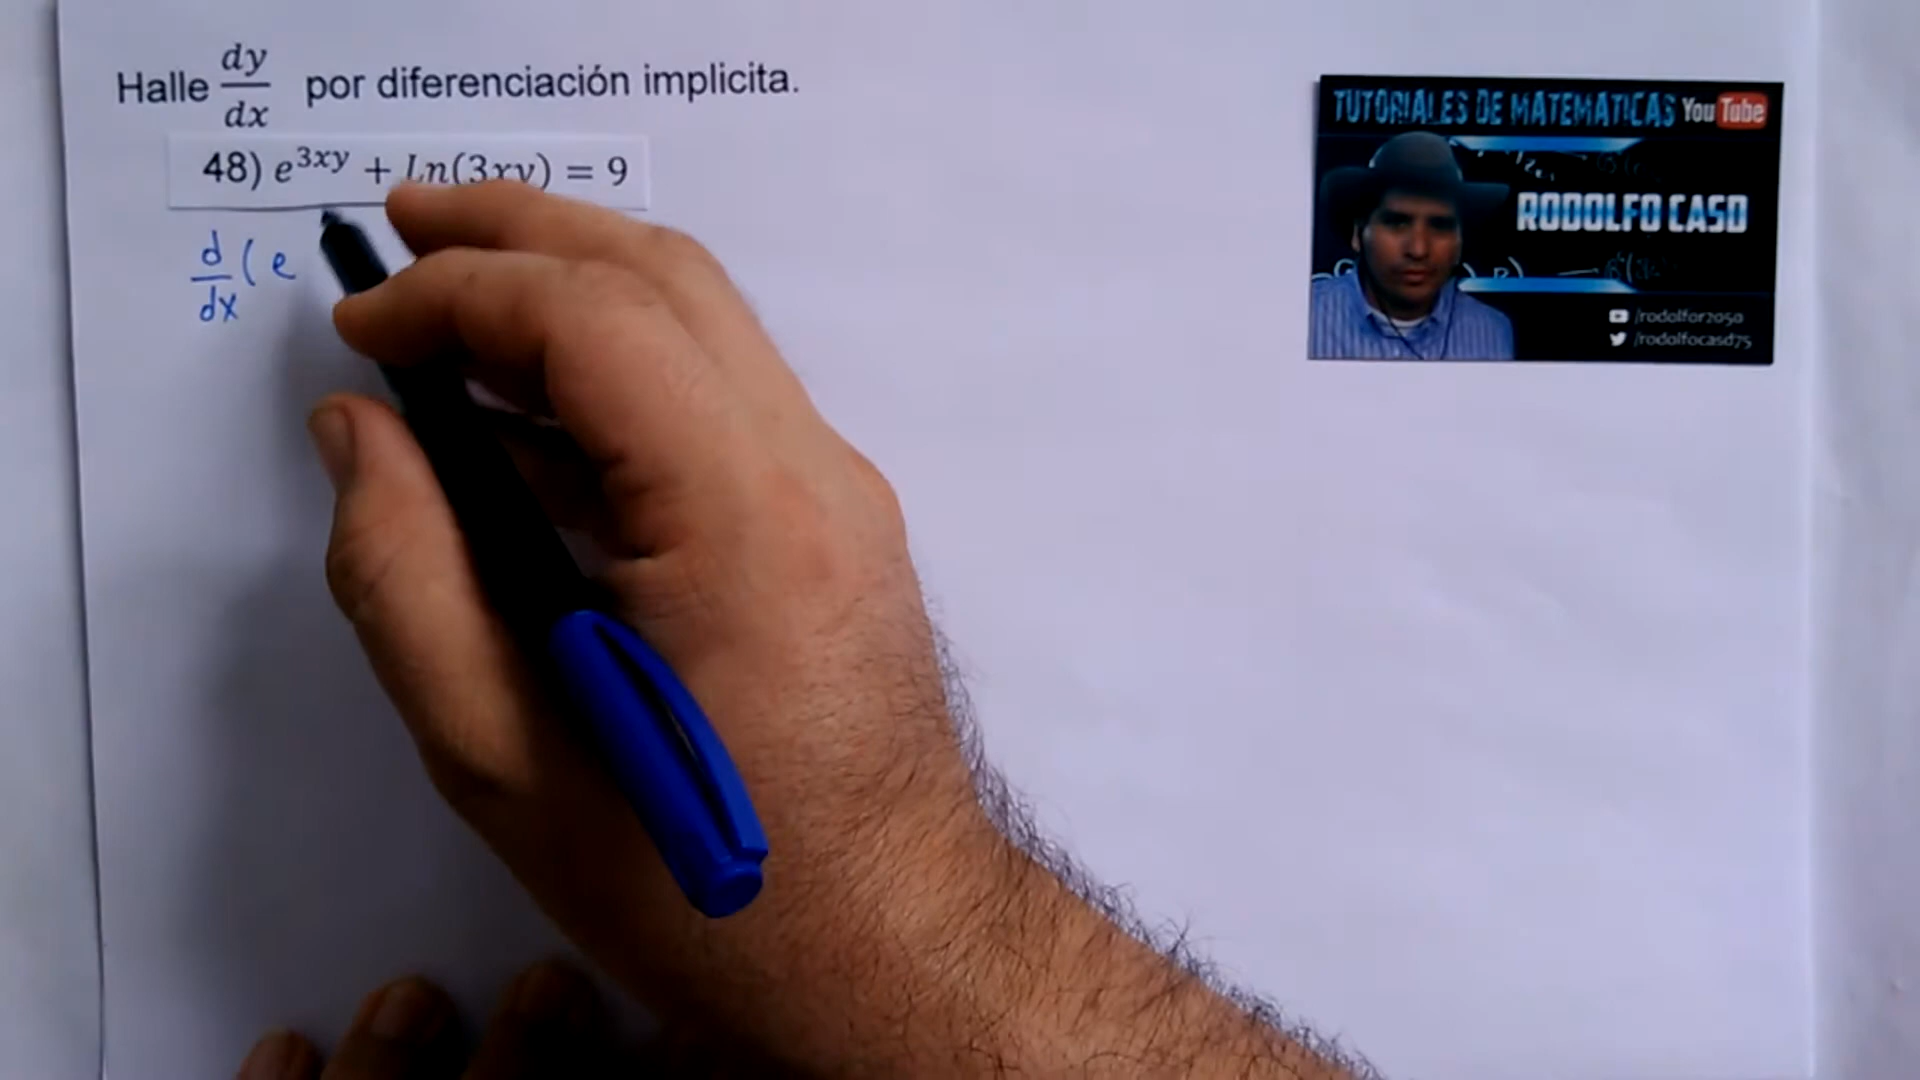 Halle dy/dx por diferenciación implicita.
48) e^{3xy} + Ln(3xy) = 9
d/dx (e
TUTORIALES DE MATEMATICAS YouTube
RODOLFO CASD
/rodolfor2050
/rodolfocasd75